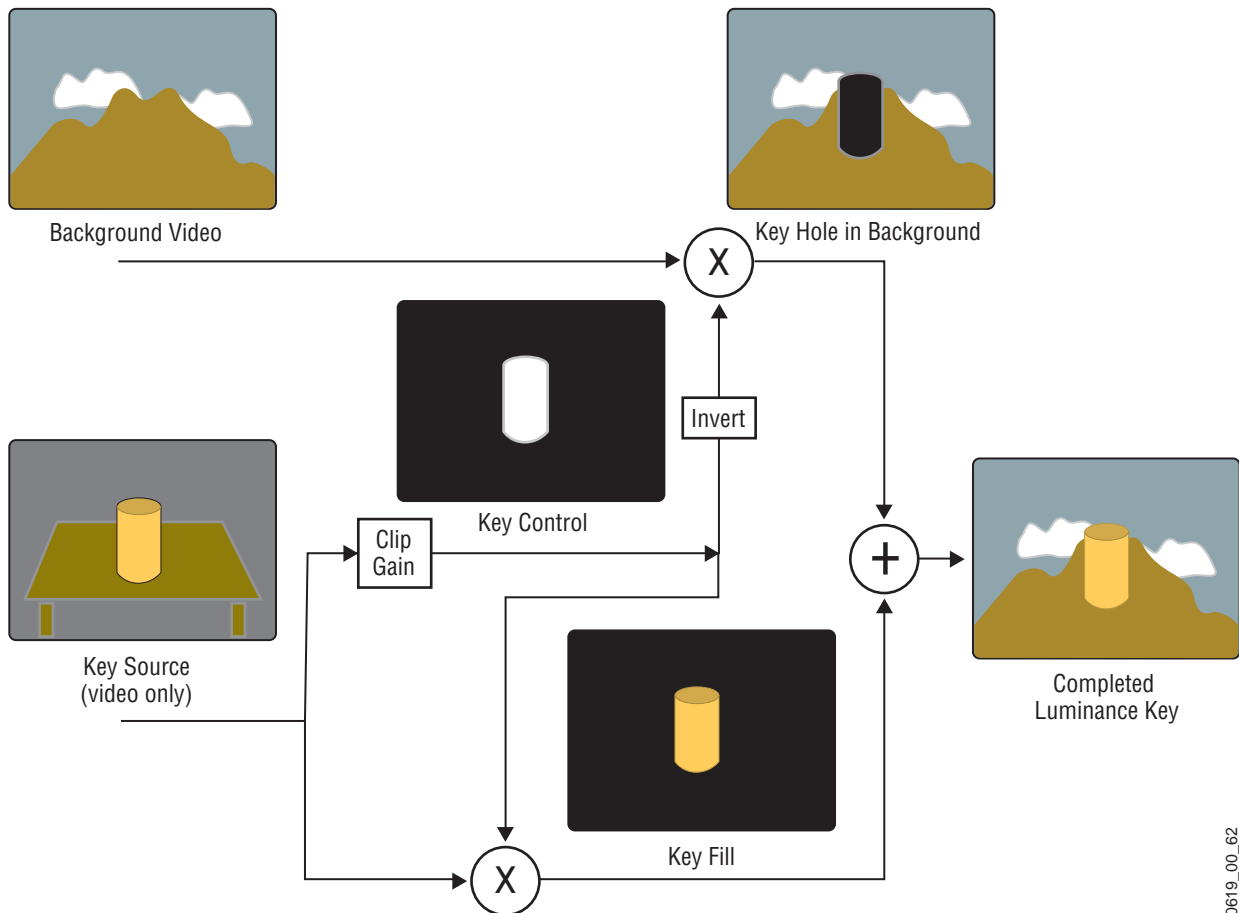 Background Video
Key Hole in Background
X
Invert
Key Control
Clip
Gain
+
Key Source
(video only)
Completed
Luminance Key
Key Fill
X
0619_00_62